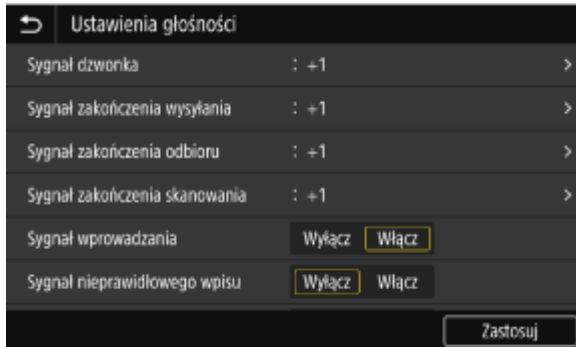 Ustawienia głośności
Sygnał dzwonka : +1
Sygnał zakończenia wysyłania : +1
Sygnał zakończenia odbioru : +1
Sygnał zakończenia skanowania : +1
Sygnał wprowadzania Wyłącz Włącz
Sygnał nieprawidłowego wpisu Wyłącz Włącz
Zastosuj